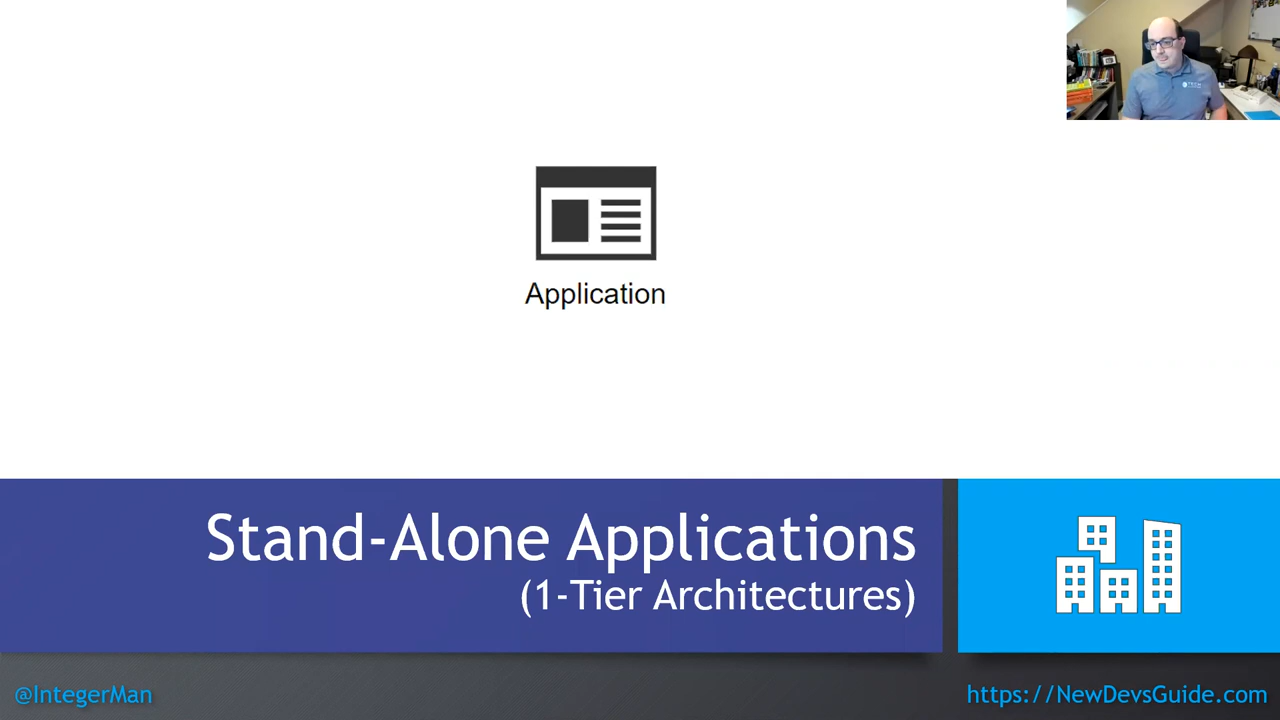 Application
Stand-Alone Applications
(1-Tier Architectures)
@IntegerMan
https://NewDevsGuide.com